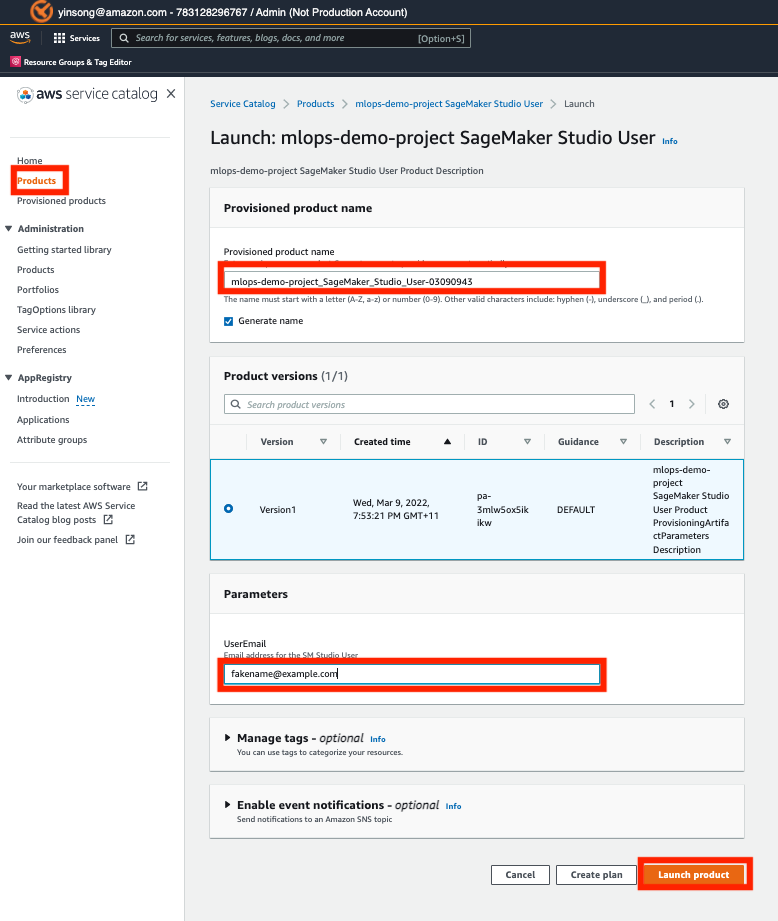 yinsong@amazon.com - 783128296767 / Admin (Not Production Account)
aws
Services
Search for services, features, blogs, docs, and more
[Option+S]
Resource Groups & Tag Editor
aws service catalog
Service Catalog
Products
mlops-demo-project SageMaker Studio User
Launch
Launch: mlops-demo-project SageMaker Studio User Info
mlops-demo-project SageMaker Studio User Product Description
Home
Products
Provisioned products
Administration
Getting started library
Products
Portfolios
TagOptions library
Service actions
Preferences
AppRegistry
Introduction New
Applications
Attribute groups
Your marketplace software
Read the latest AWS Service
Catalog blog posts
Join our feedback panel
Provisioned product name
Provisioned product name
mlops-demo-project_SageMaker_Studio_User-03090943
The name must start with a letter (A-Z, a-z) or number (0-9). Other valid characters include: hyphen (-), underscore (_), and period (.).
Generate name
Product versions (1/1)
Search product versions
1
Version
Created time
ID
Guidance
Description
Version1
Wed, Mar 9, 2022,
7:53:21 PM GMT+11
pa-
3mlw5ox5ik
ikw
DEFAULT
mlops-demo-
project
SageMaker Studio
User Product
ProvisioningArtifa
ctParameters
Description
Parameters
UserEmail
Email address for the SM Studio User
fakename@example.com
Manage tags - optional Info
You can use tags to categorize your resources.
Enable event notifications - optional Info
Send notifications to an Amazon SNS topic
Cancel
Create plan
Launch product